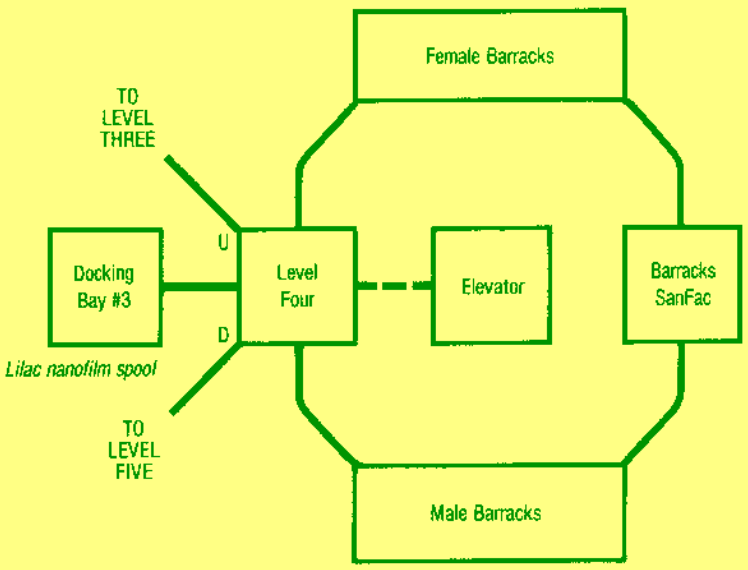 Female Barracks
TO
LEVEL
THREE
U
Docking
Bay #3
Level
Four
Elevator
Barracks
SanFac
D
Lilac nanofilm spool
TO
LEVEL
FIVE
Male Barracks